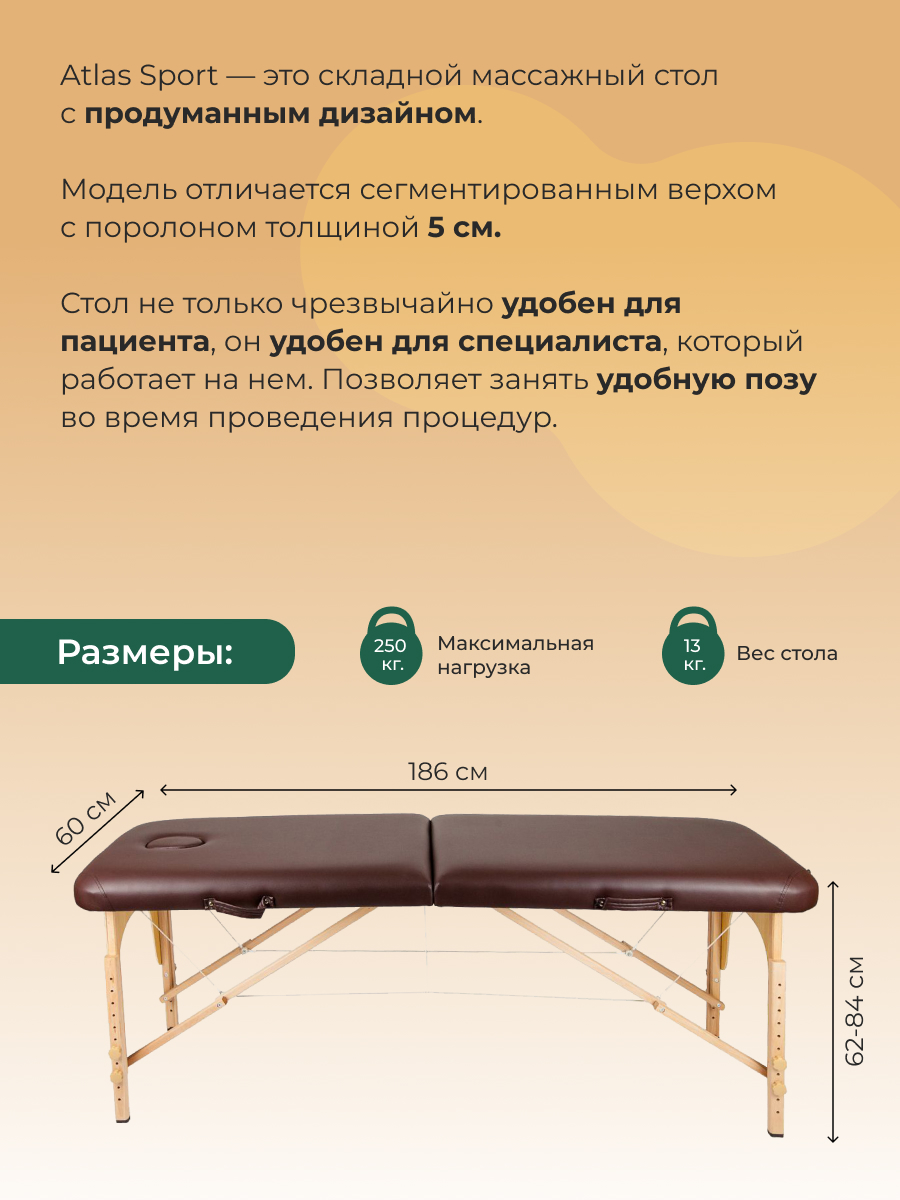 Atlas Sport — это складной массажный стол
с продуманным дизайном.
Модель отличается сегментированным верхом
с поролоном толщиной 5 см.
Стол не только чрезвычайно удобен для
пациента, он удобен для специалиста, который
работает на нем. Позволяет занять удобную позу
во время проведения процедур.
Размеры:
250
кг.
Максимальная
нагрузка
13
кг.
Вес стола
186 см
60 см
62-84 см